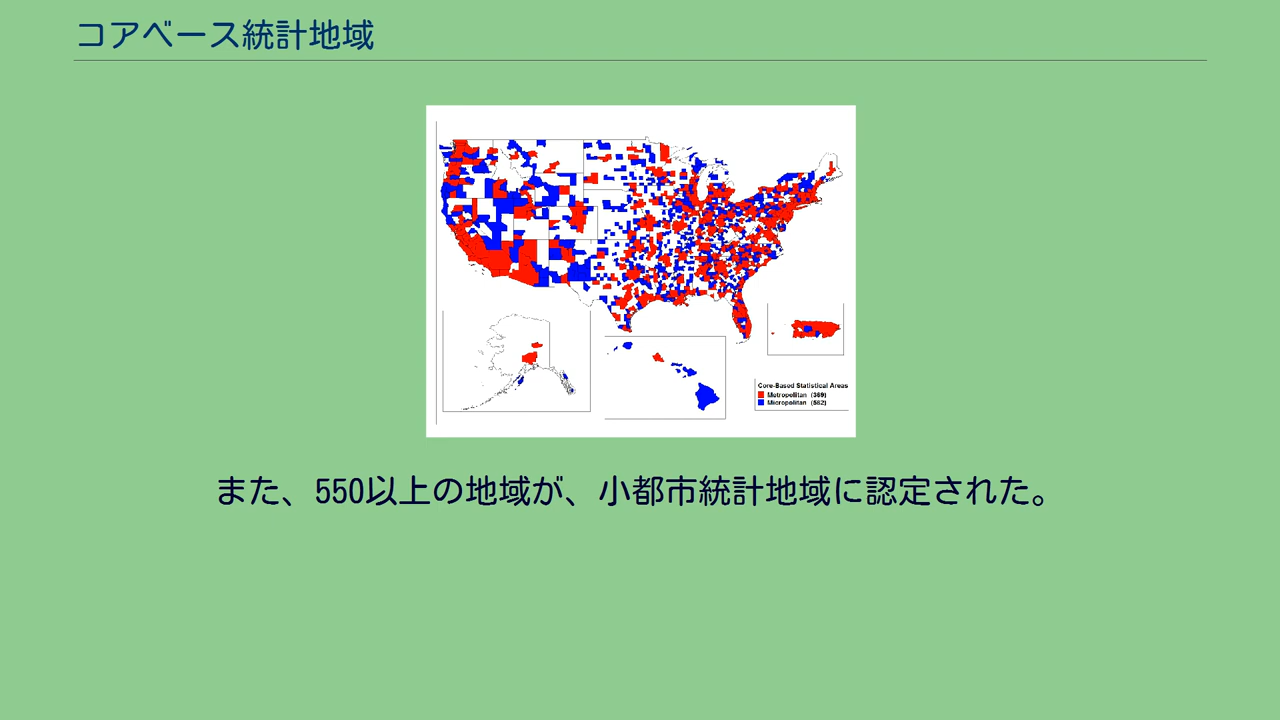 コアベース統計地域
Core-Based Statistical Areas
Metropolitan (369)
Micropolitan (582)
また、550以上の地域が、小都市統計地域に認定された。